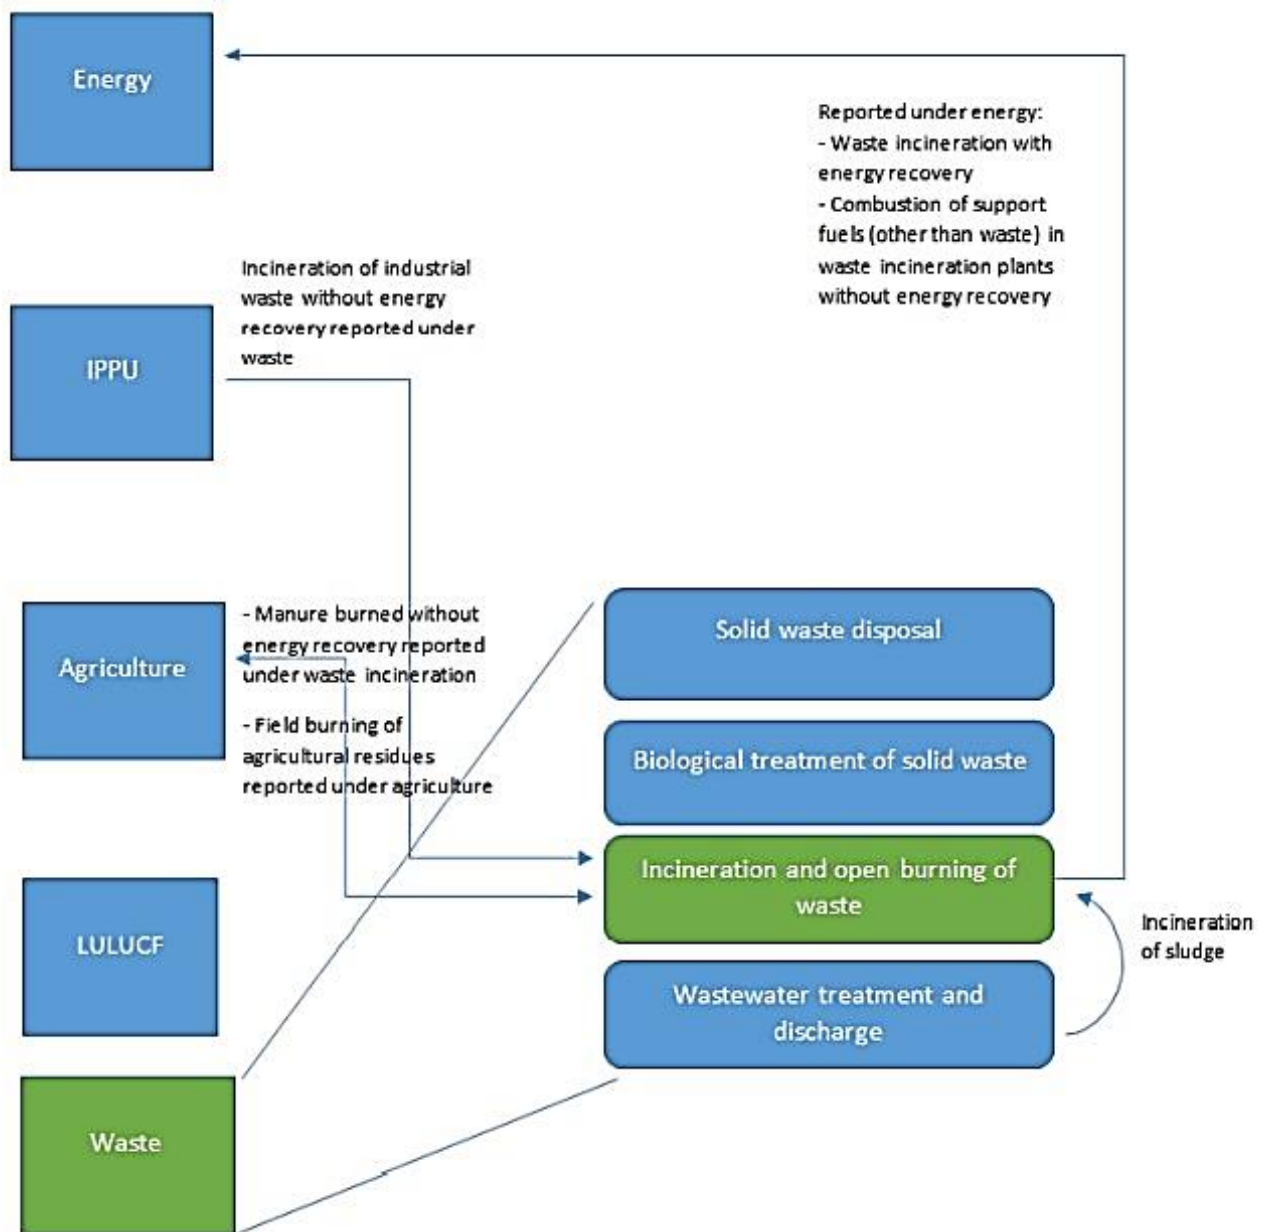 Energy
Reported under energy:
- Waste incineration with
energy recovery
- Combustion of support
fuels (other than waste) in
waste incineration plants
without energy recovery
Incineration of industrial
waste without energy
recovery reported under
waste
IPPU
- Manure burned without
energy recovery reported
under waste incineration
- Field burning of
agricultural residues
reported under agriculture
Agriculture
Solid waste disposal
Biological treatment of solid waste
Incineration and open burning of
waste
Incineration
of sludge
LULUCF
Wastewater treatment and
discharge
Waste